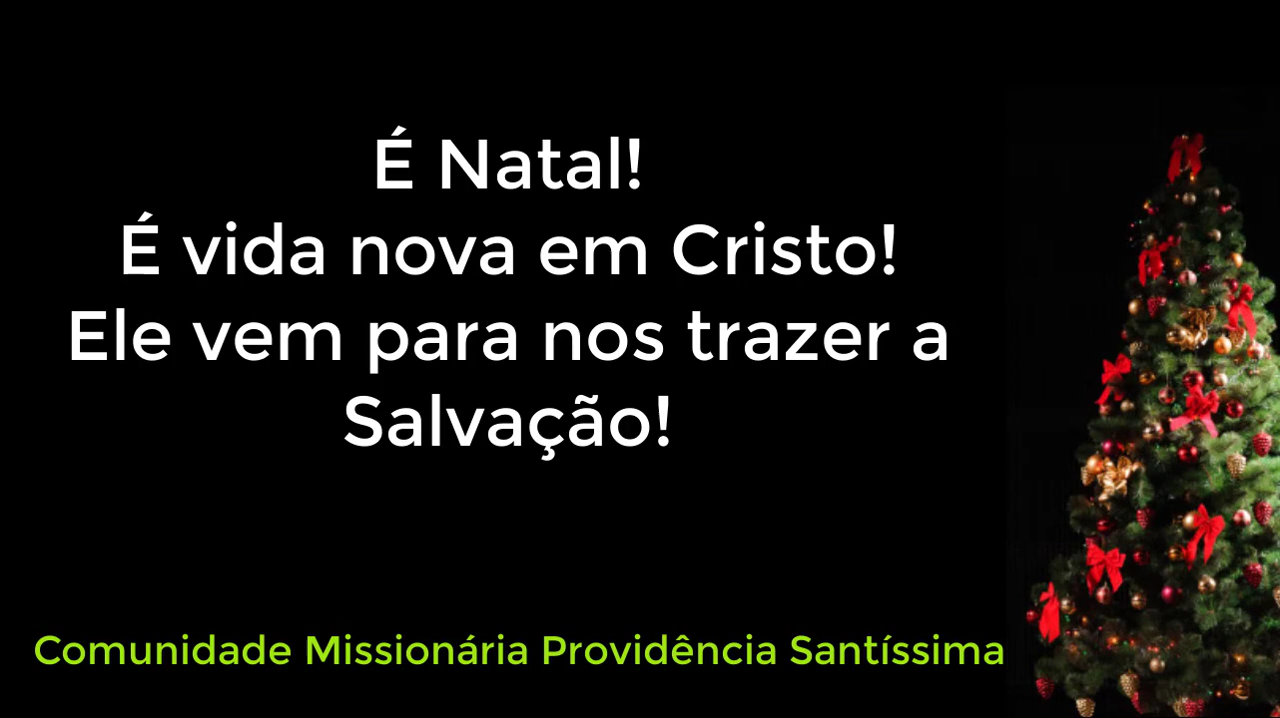 É Natal!
É vida nova em Cristo!
Ele vem para nos trazer a
Salvação!
Comunidade Missionária Providência Santíssima